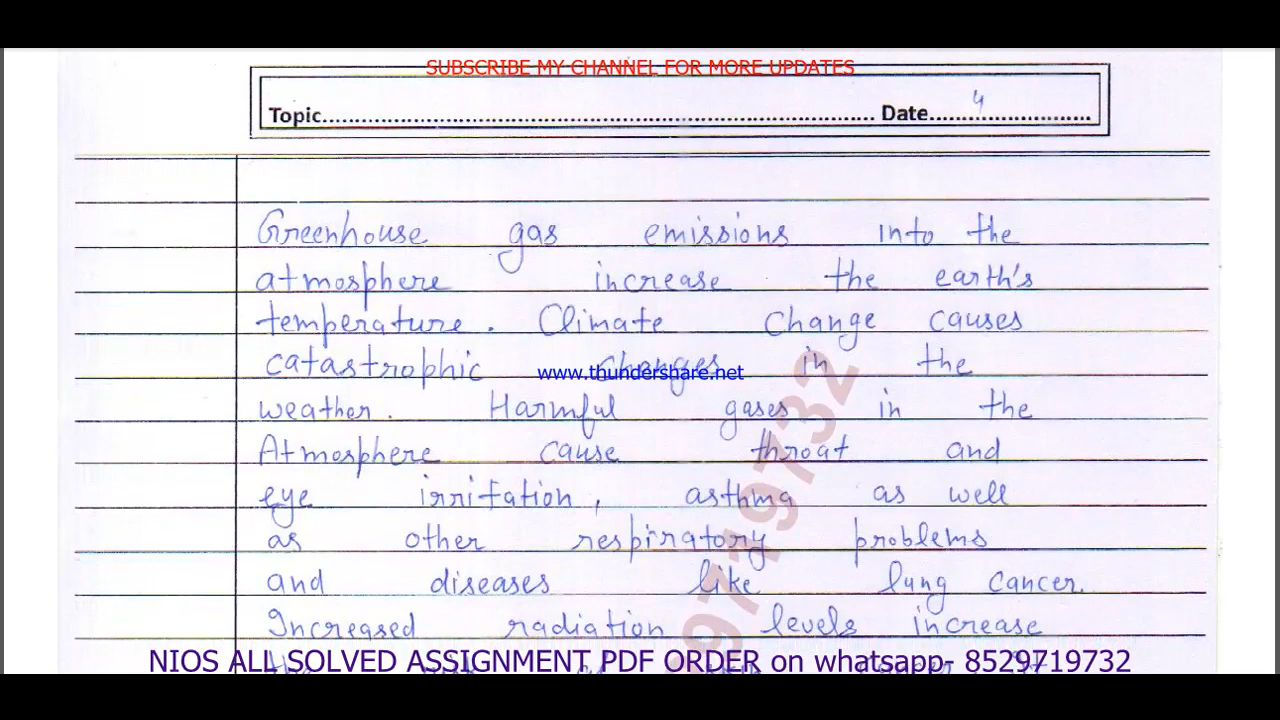 SUBSCRIBE MY CHANNEL FOR MORE UPDATES
Topic.................... Date....4....
Greenhouse gas emissions into the
atmosphere increase the earth's
temperature. Climate change causes
catastrophic changes in the
www.thundershare.net
weather. Harmful gases in the
Atmosphere cause throat and
eye irritation, asthma as well
as other respiratory problems
and diseases like lung cancer.
Increased radiation levels increase
NIOS ALL SOLVED ASSIGNMENT PDF ORDER on whatsapp- 8529719732